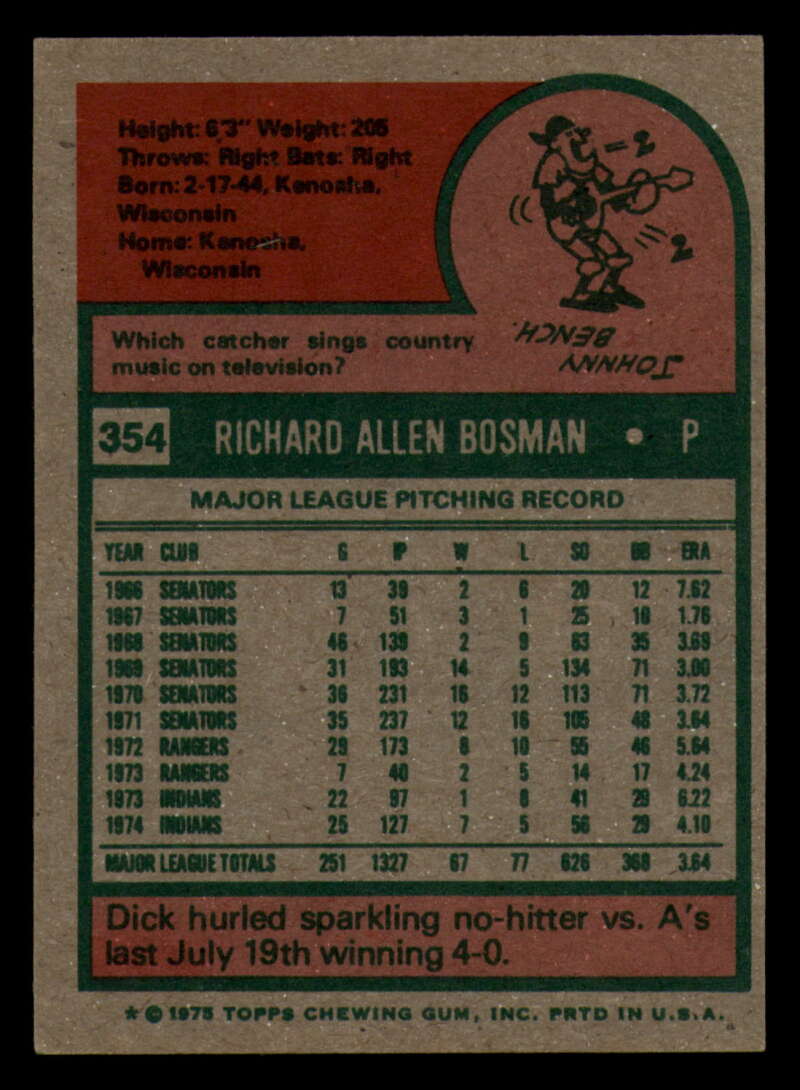 Height: 6'3" Weight: 205
Throws: Right Bats: Right
Born: 2-17-44, Kenosha,
Wisconsin
Home: Kenosha,
Wisconsin
Which catcher sings country
music on television?
2
2
JOHNNY
BENCH.
354 RICHARD ALLEN BOSMAN • P
MAJOR LEAGUE PITCHING RECORD
YEAR CLUB G IP W L SO BB ERA
1966 SENATORS 13 39 2 6 20 12 7.62
1967 SENATORS 7 51 3 1 25 10 1.76
1968 SENATORS 46 139 2 9 63 35 3.69
1969 SENATORS 31 193 14 5 134 71 3.00
1970 SENATORS 36 231 16 12 113 71 3.72
1971 SENATORS 35 237 12 16 105 48 3.64
1972 RANGERS 29 173 8 10 55 46 5.64
1973 RANGERS 7 40 2 5 14 17 4.24
1973 INDIANS 22 97 1 8 41 29 6.22
1974 INDIANS 25 127 7 5 56 29 4.10
MAJOR LEAGUE TOTALS 251 1327 67 77 626 368 3.64
Dick hurled sparkling no-hitter vs. A's
last July 19th winning 4-0.
* © 1975 TOPPS CHEWING GUM, INC. PRTD IN U.S.A.